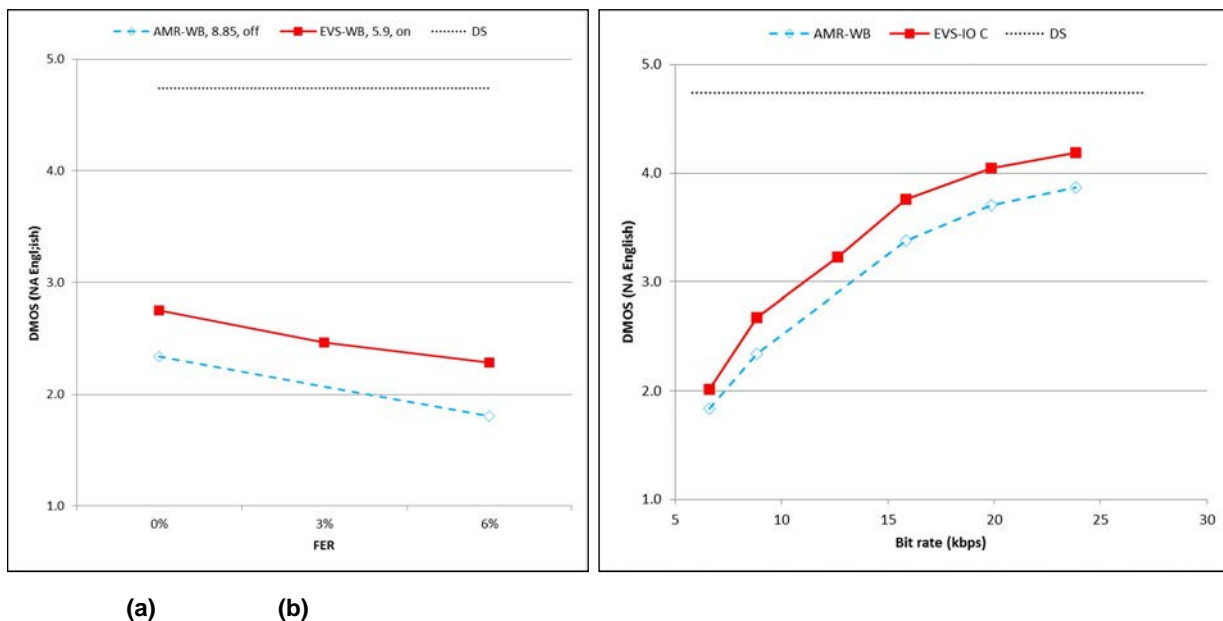 AMR-WB, 8.85, off EVS-WB, 5.9, on DS
5.0
4.0
3.0
2.0
1.0
DMOS (NA Engl;ish)
0% 3% 6%
FER
AMR-WB EVS-IO C DS
5.0
4.0
3.0
2.0
1.0
DMOS (NA English)
5 10 15 20 25 30
Bit rate (kbps)
(a) (b)